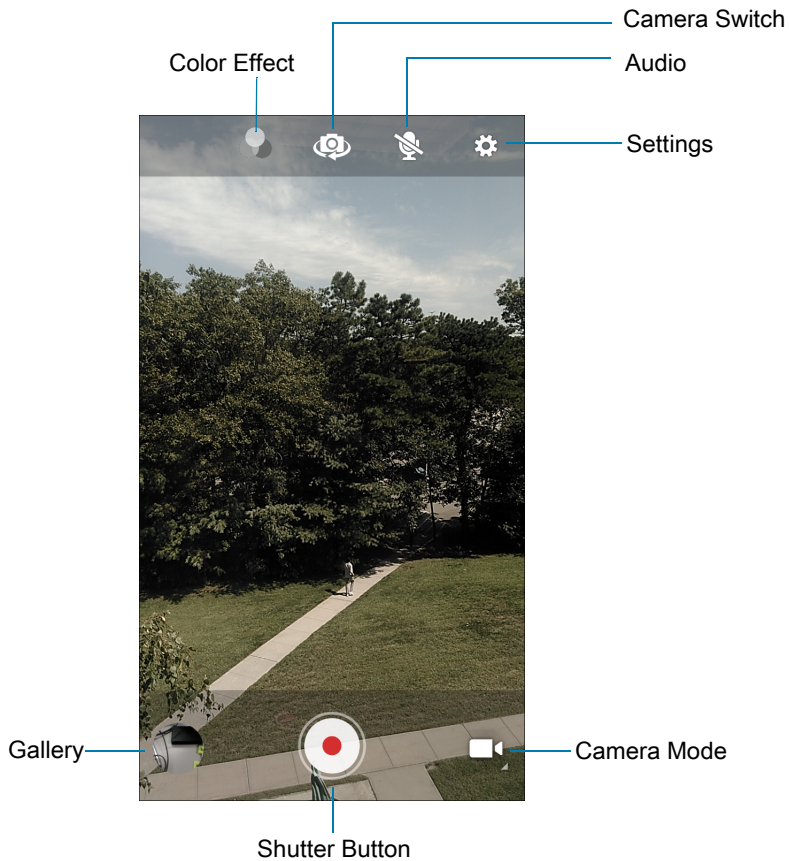 Camera Switch
Color Effect
Audio
Settings
Gallery
Camera Mode
Shutter Button